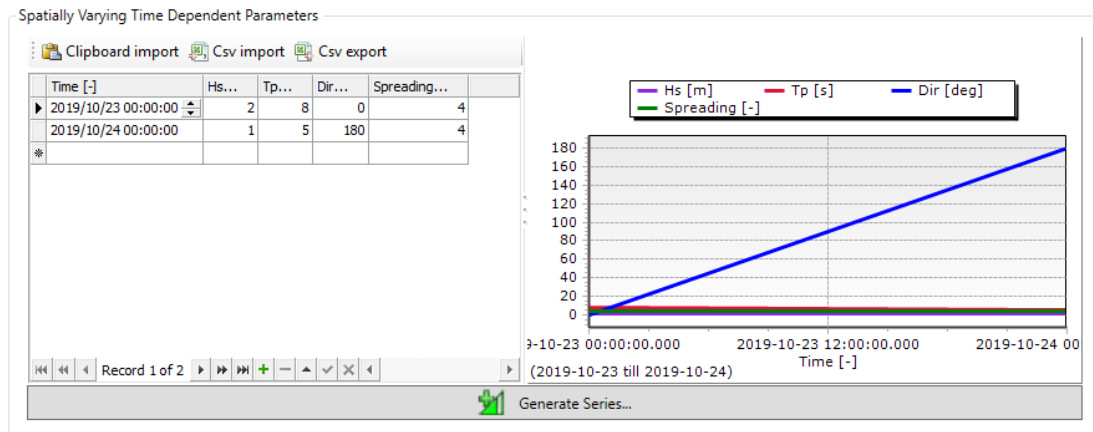 Spatially Varying Time Dependent Parameters
Clipboard import Csv import Csv export
Time [-] Hs... Tp... Dir... Spreading...
2019/10/23 00:00:00 2 8 0 4
2019/10/24 00:00:00 1 5 180 4
Record 1 of 2
Hs [m] Tp [s] Dir [deg]
Spreading [-]
180
160
140
120
100
80
60
40
20
0
9-10-23 00:00:00.000 2019-10-23 12:00:00.000 2019-10-24 00
Time [-]
(2019-10-23 till 2019-10-24)
Generate Series...